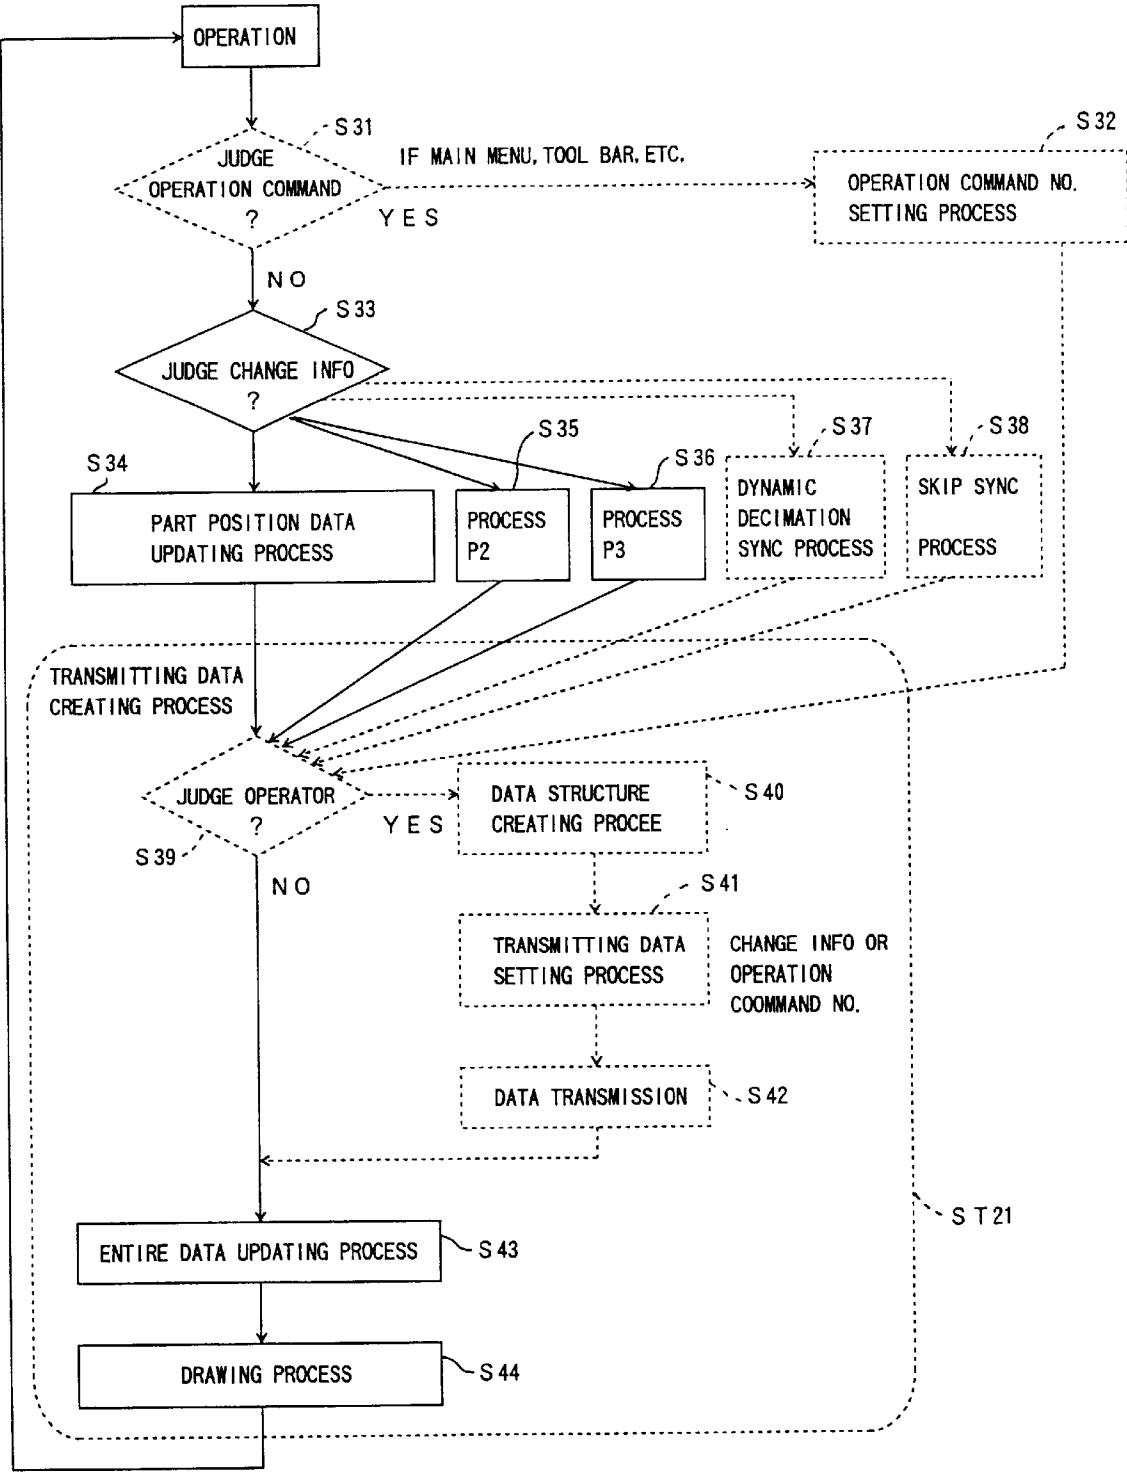 OPERATION
S31
JUDGE
OPERATION COMMAND
?
IF MAIN MENU, TOOL BAR, ETC.
YES
S32
OPERATION COMMAND NO.
SETTING PROCESS
NO
S33
JUDGE CHANGE INFO
?
S34
PART POSITION DATA
UPDATING PROCESS
S35
PROCESS
P2
S36
PROCESS
P3
S37
DYNAMIC
DECIMATION
SYNC PROCESS
S38
SKIP SYNC
PROCESS
TRANSMITTING DATA
CREATING PROCESS
JUDGE OPERATOR
?
S39
YES
NO
DATA STRUCTURE
CREATING PROCEE
S40
S41
TRANSMITTING DATA
SETTING PROCESS
CHANGE INFO OR
OPERATION
COOMMAND NO.
DATA TRANSMISSION
S42
ST21
ENTIRE DATA UPDATING PROCESS
S43
DRAWING PROCESS
S44